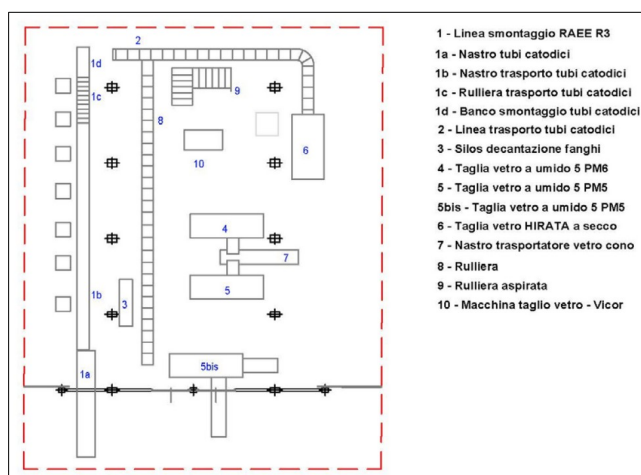 1 - Linea smontaggio RAEE R3
1a - Nastro tubi catodici
1b - Nastro trasporto tubi catodici
1c - Rulliera trasporto tubi catodici
1d - Banco smontaggio tubi catodici
2 - Linea trasporto tubi catodici
3 - Silos decantazione fanghi
4 - Taglia vetro a umido 5 PM6
5 - Taglia vetro a umido 5 PM5
5bis - Taglia vetro a umido 5 PM5
6 - Taglia vetro HIRATA a secco
7 - Nastro trasportatore vetro cono
8 - Rulliera
9 - Rulliera aspirata
10 - Macchina taglio vetro - Vicor
2
1d
1c
9
8
10
6
4
7
5
1b
3
5bis
1a